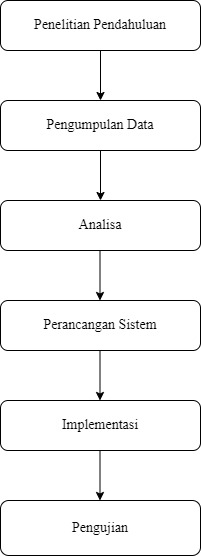 Penelitian Pendahuluan
Pengumpulan Data
Analisa
Perancangan Sistem
Implementasi
Pengujian